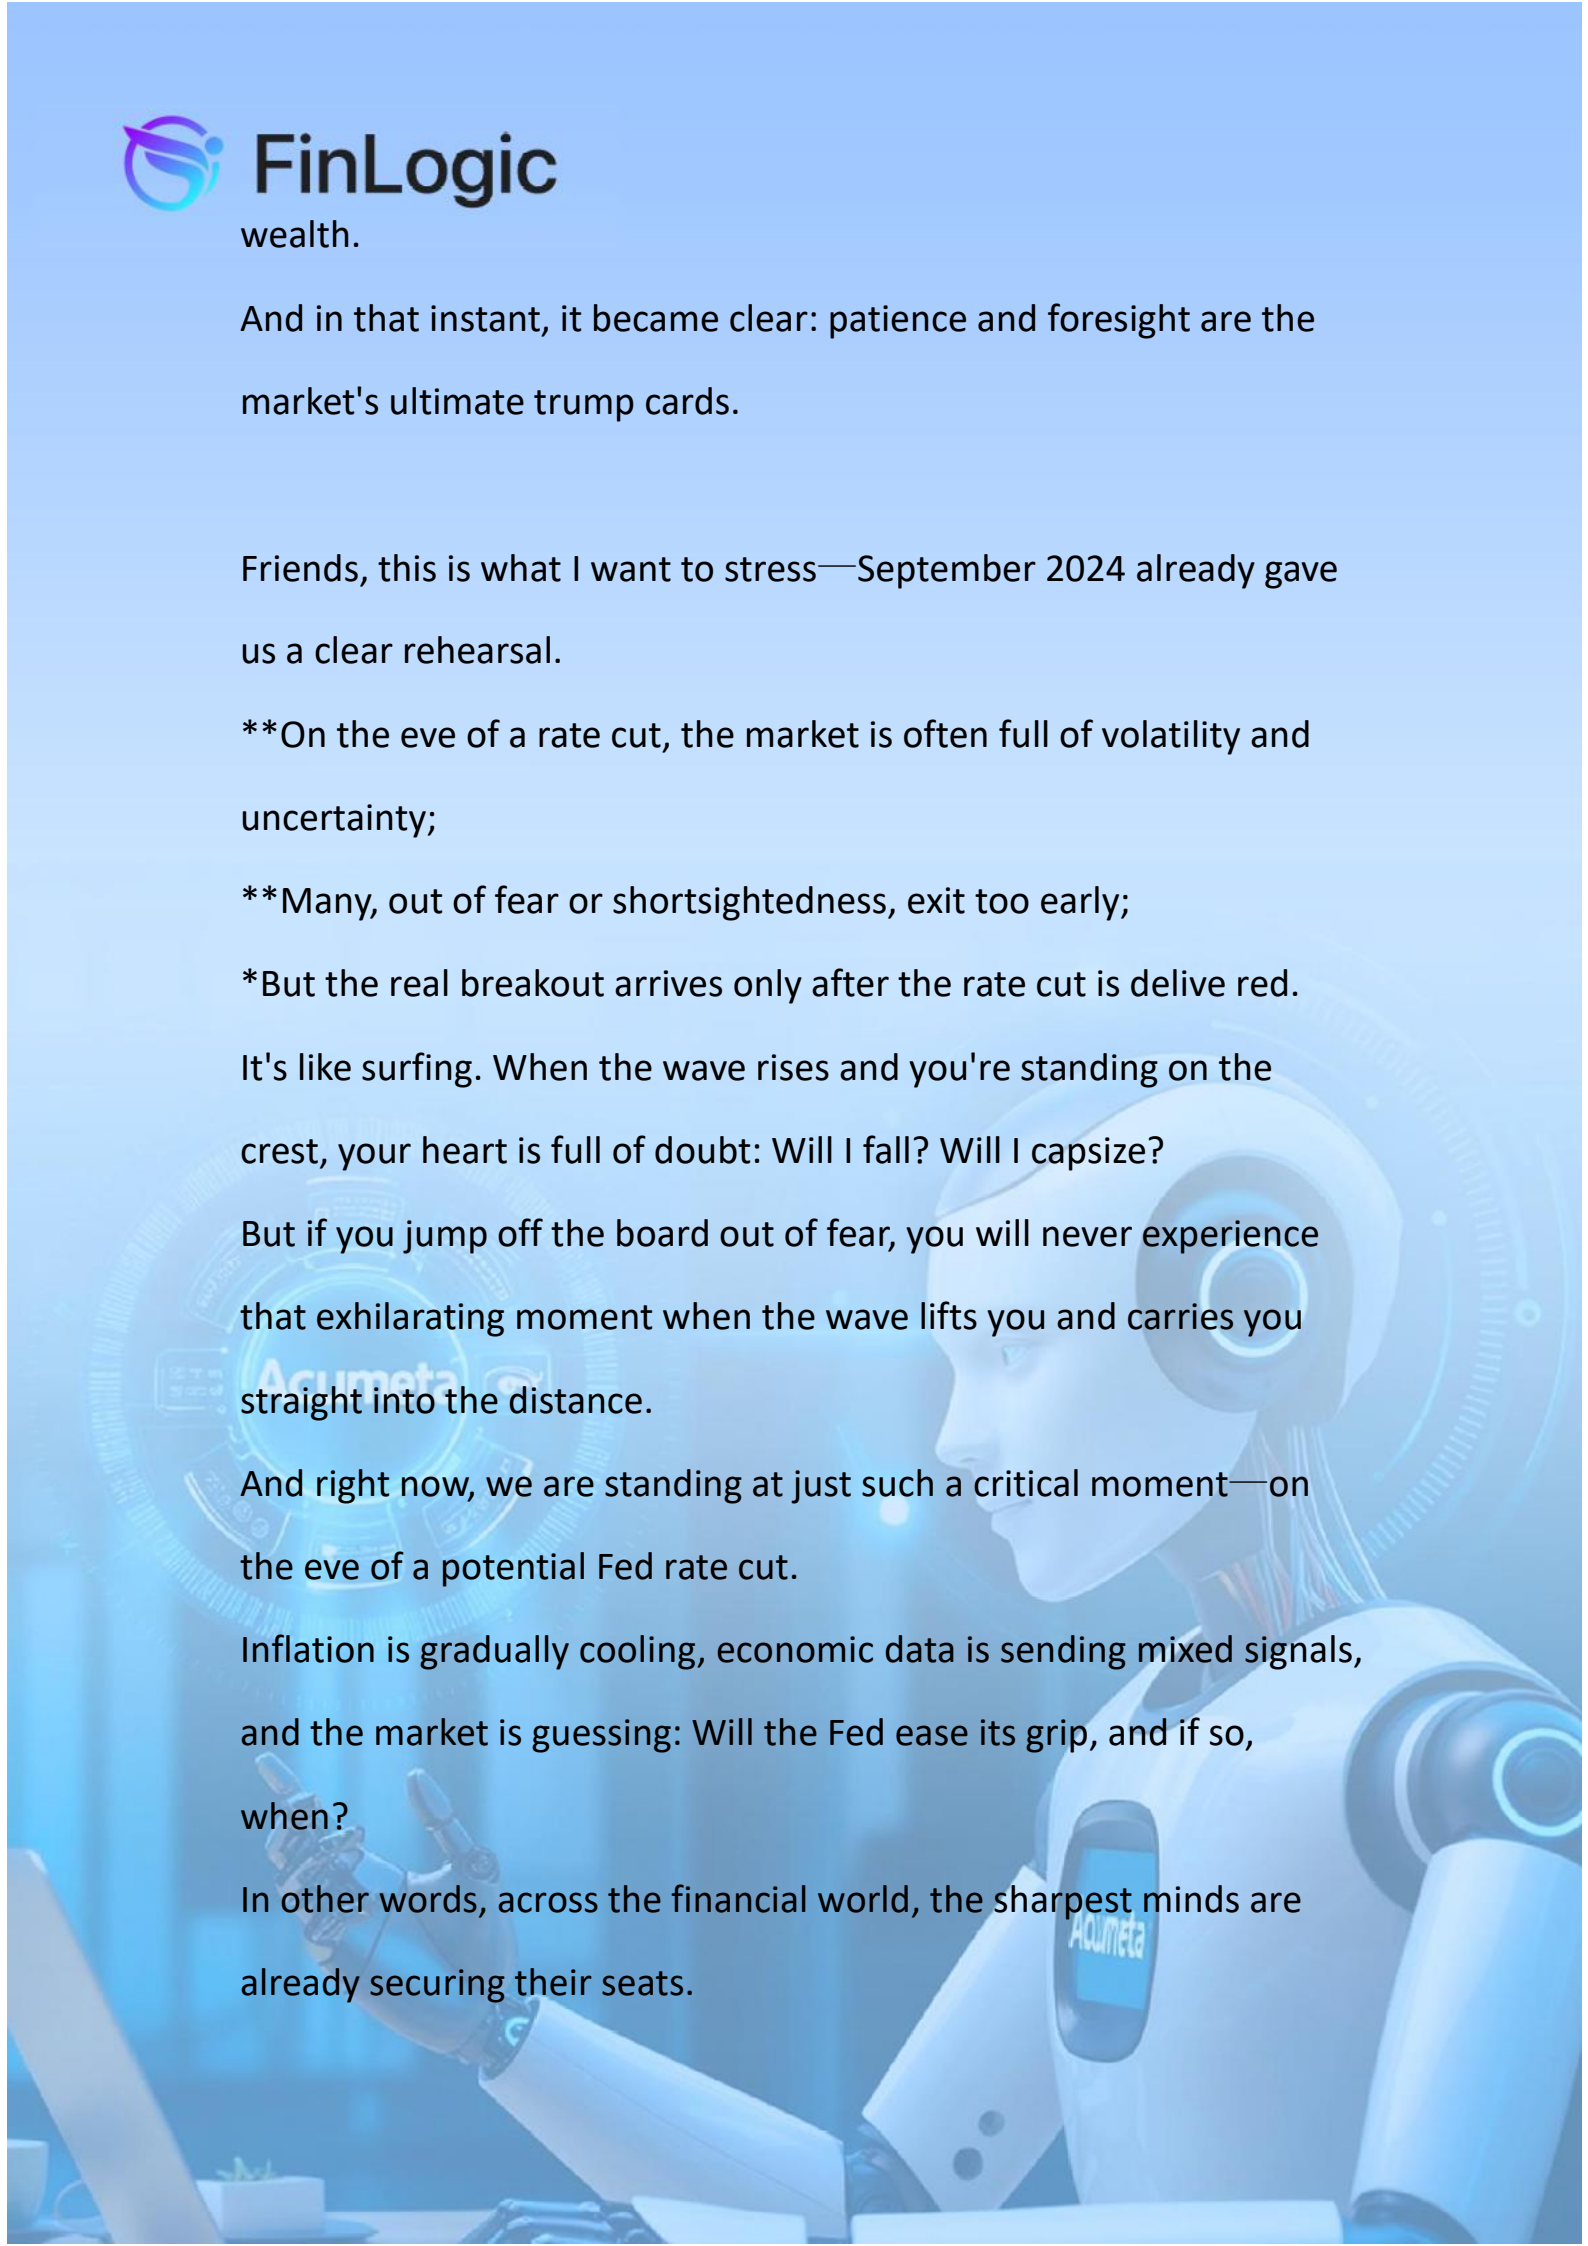 FinLogic
wealth.
And in that instant, it became clear: patience and foresight are the
market's ultimate trump cards.
Friends, this is what I want to stress—September 2024 already gave
us a clear rehearsal.
**On the eve of a rate cut, the market is often full of volatility and
uncertainty;
**Many, out of fear or shortsightedness, exit too early;
*But the real breakout arrives only after the rate cut is delive red.
It's like surfing. When the wave rises and you're standing on the
crest, your heart is full of doubt: Will I fall? Will I capsize?
But if you jump off the board out of fear, you will never experience
that exhilarating moment when the wave lifts you and carries you
Acumeta
straight into the distance.
And right now, we are standing at just such a critical moment—on
the eve of a potential Fed rate cut.
Inflation is gradually cooling, economic data is sending mixed signals,
and the market is guessing: Will the Fed ease its grip, and if so,
when?
In other words, across the financial world, the sharpest minds are
Acumeta
already securing their seats.